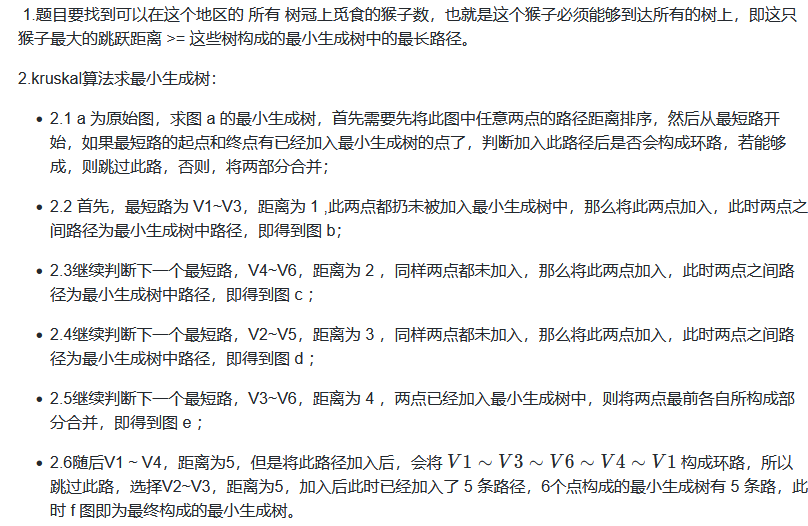 1.题目要找到可以在这个地区的 所有 树冠上觅食的猴子数，也就是这个猴子必须能够到达所有的树上，即这只
猴子最大的跳跃距离 >= 这些树构成的最小生成树中的最长路径。
2.kruskal算法求最小生成树：
• 2.1 a 为原始图，求图 a 的最小生成树，首先需要先将此图中任意两点的路径距离排序，然后从最短路开
始，如果最短路的起点和终点有已经加入最小生成树的点了，判断加入此路径后是否会构成环路，若能够
成，则跳过此路，否则，将两部分合并；
• 2.2 首先，最短路为 V1~V3，距离为 1 ,此两点都扔未被加入最小生成树中，那么将此两点加入，此时两点之
间路径为最小生成树中路径，即得到图 b；
• 2.3继续判断下一个最短路，V4~V6，距离为 2 ，同样两点都未加入，那么将此两点加入，此时两点之间路
径为最小生成树中路径，即得到图 c ；
• 2.4继续判断下一个最短路，V2~V5，距离为 3 ，同样两点都未加入，那么将此两点加入，此时两点之间路
径为最小生成树中路径，即得到图 d ；
• 2.5继续判断下一个最短路，V3~V6，距离为 4 ，两点已经加入最小生成树中，则将两点最前各自所构成部
分合并，即得到图 e ；
• 2.6随后V1 ~ V4，距离为5，但是将此路径加入后，会将 V1 ∼ V3 ∼ V6 ∼ V4 ∼ V1 构成环路，所以
跳过此路，选择V2~V3，距离为5，加入后此时已经加入了 5 条路径，6个点构成的最小生成树有 5 条路，此
时 f 图即为最终构成的最小生成树。